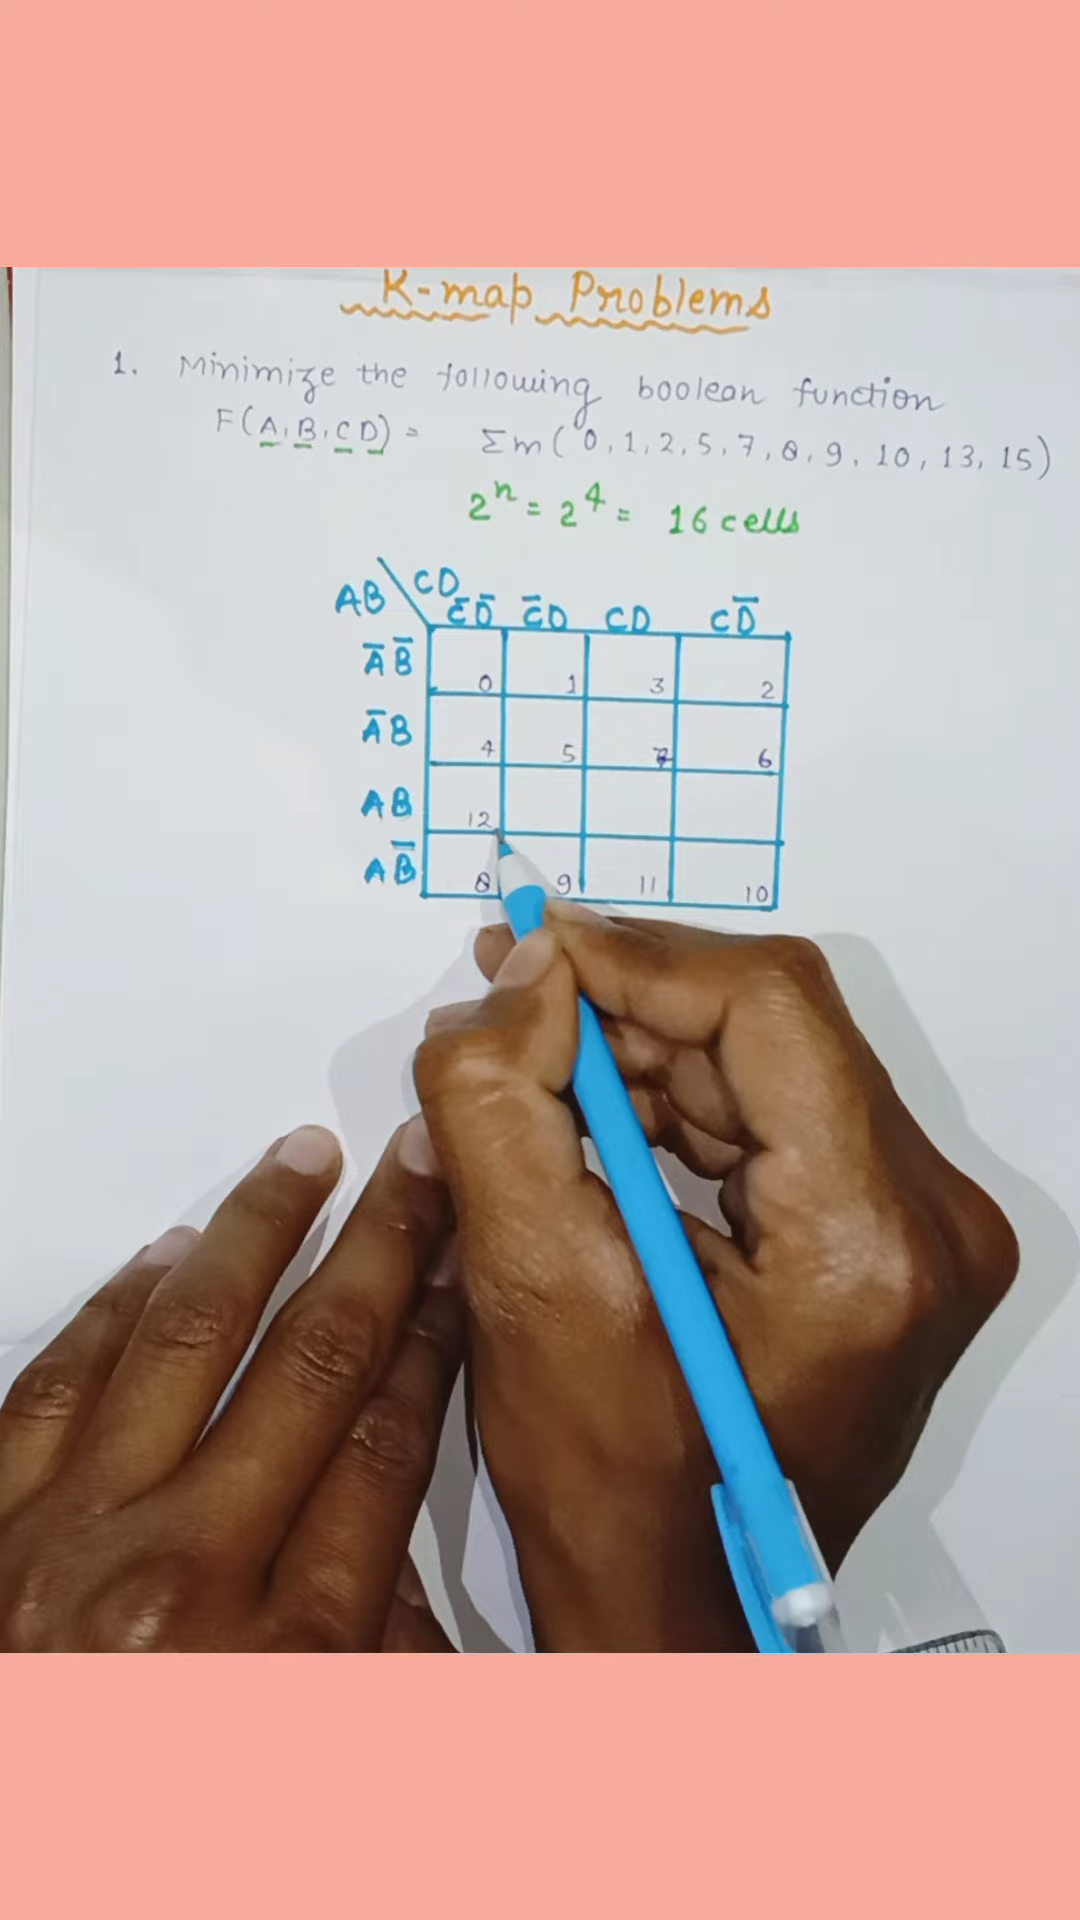 K-map Problems
1. Minimize the following boolean function
F(A,B,C D) = Σm( 0, 1, 2, 5, 7, 8, 9, 10, 13, 15)
2ⁿ = 2⁴ = 16 cells
AB \ CD
C̄D̄ C̄D CD CD̄
ĀB̄ 0 1 3 2
ĀB 4 5 7 6
AB 12
AB̄ 8 9 11 10